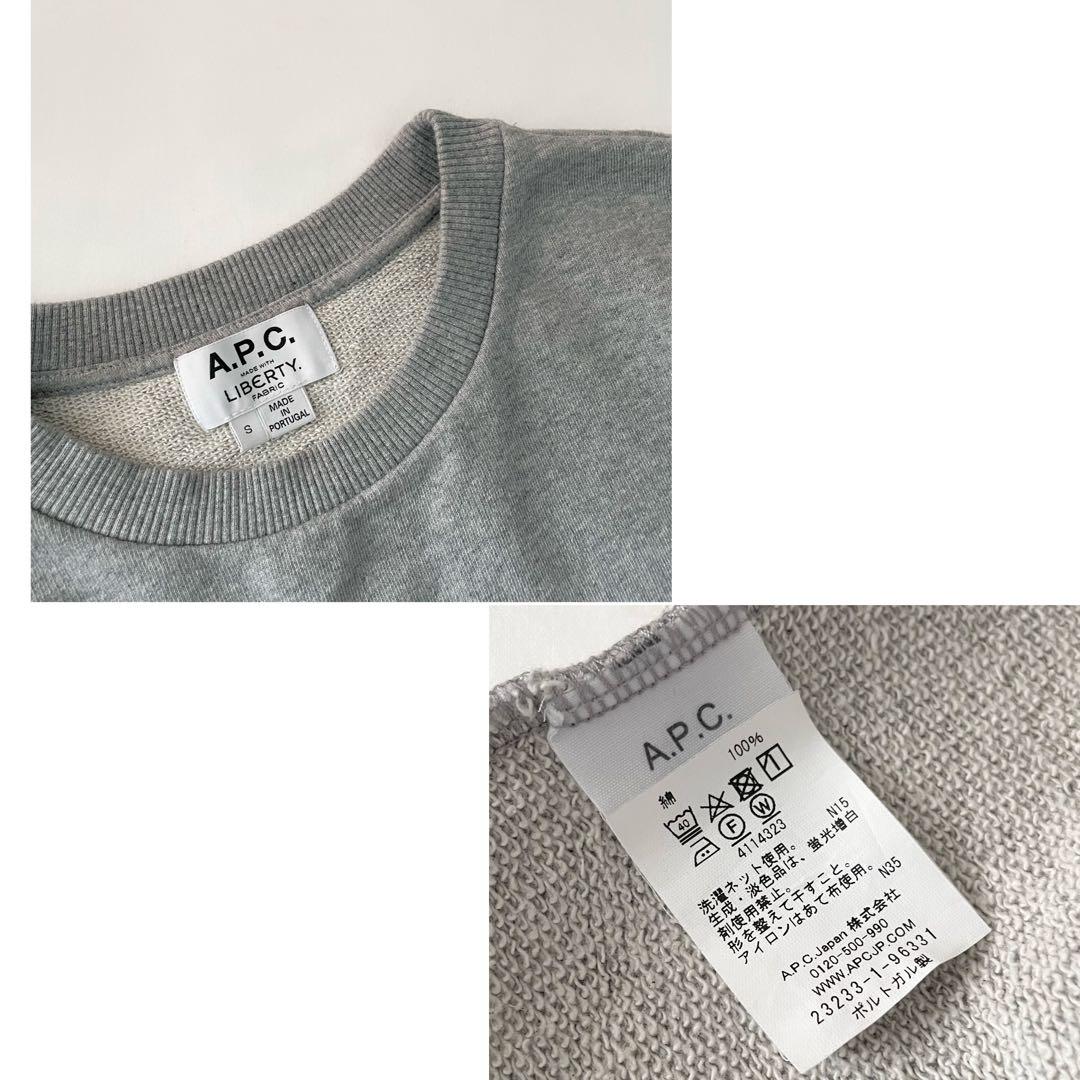 A.P.C.
MADE WITH
LIBERTY.
FABRIC
S
MADE
IN
PORTUGAL
A.P.C.
綿 100%
40
F W
4114323
洗濯ネット使用。 N15
生成・淡色品は、蛍光増白
剤使用禁止。
形を整えて干すこと。
アイロンはあて布使用。 N35
A.P.C.Japan 株式会社
0120-500-990
WWW.APCJP.COM
23233-1-96331
ポルトガル製